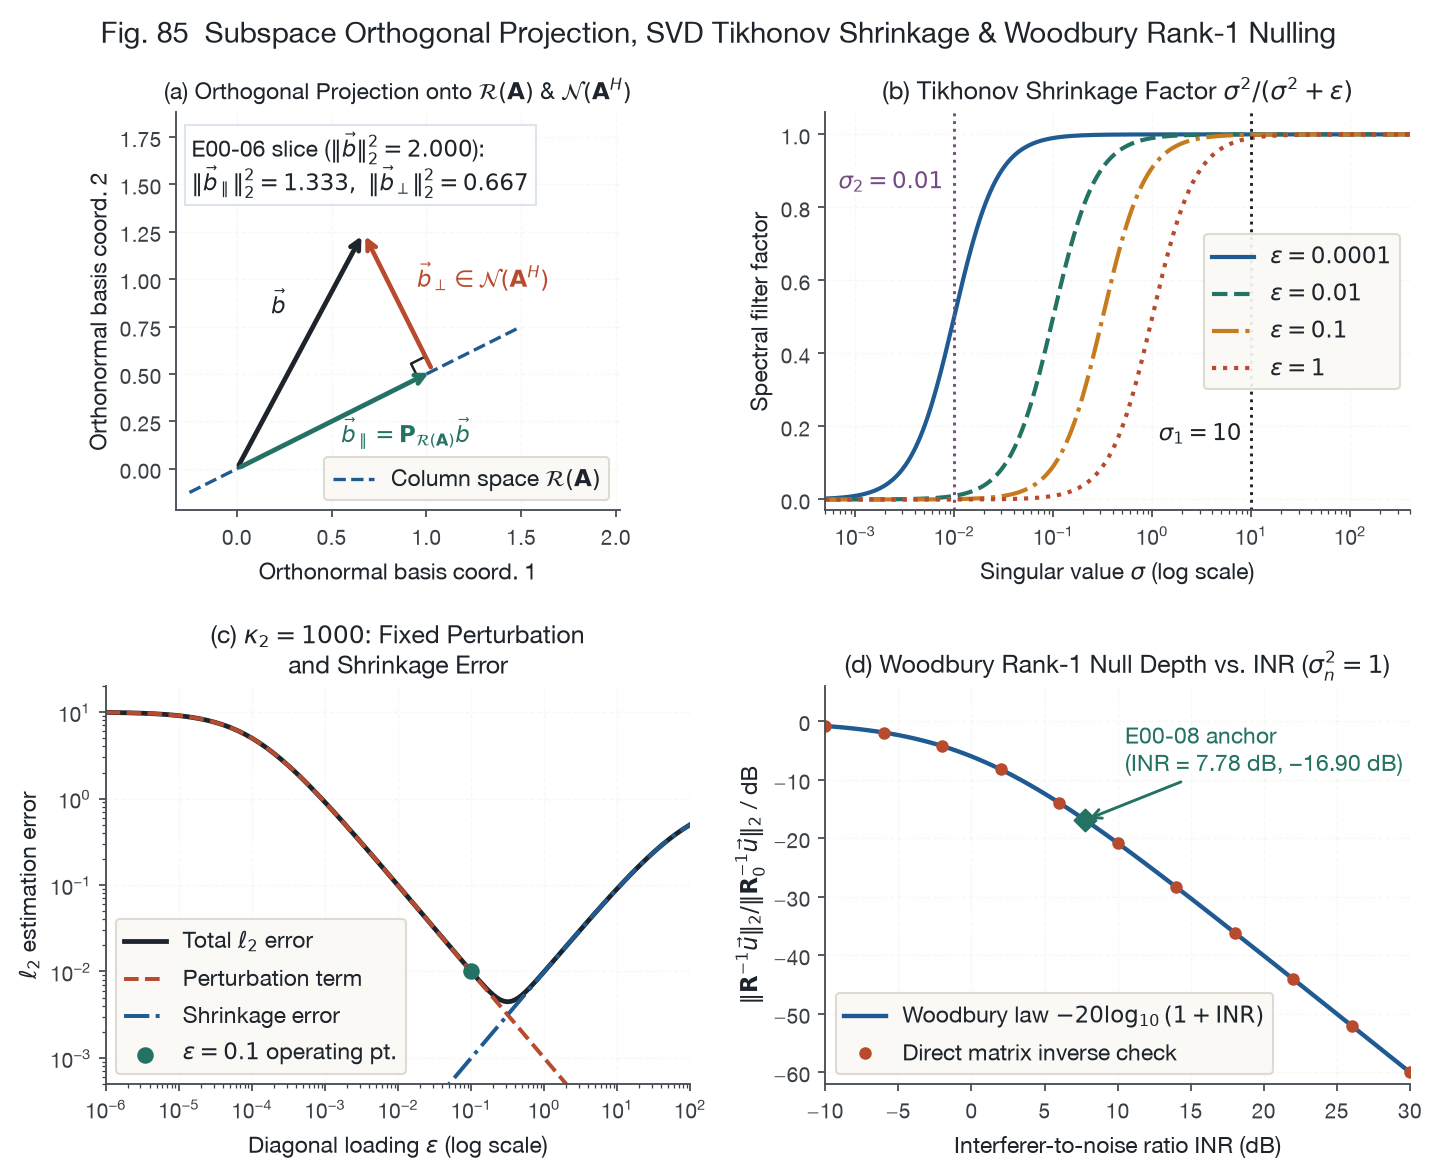 Fig. 85 Subspace Orthogonal Projection, SVD Tikhonov Shrinkage & Woodbury Rank-1 Nulling
(a) Orthogonal Projection onto 𝓡(𝐀) & 𝓝(𝐀ᴴ)
E00-06 slice (‖b⃗‖₂² = 2.000):
‖b⃗∥‖₂² = 1.333, ‖b⃗⊥‖₂² = 0.667
b⃗
b⃗⊥ ∈ 𝓝(𝐀ᴴ)
b⃗∥ = 𝐏𝓡(𝐀)b⃗
Column space 𝓡(𝐀)
Orthonormal basis coord. 2
1.75
1.50
1.25
1.00
0.75
0.50
0.25
0.00
0.0 0.5 1.0 1.5 2.0
Orthonormal basis coord. 1
(b) Tikhonov Shrinkage Factor σ²/(σ² + ε)
σ₂ = 0.01
σ₁ = 10
ε = 0.0001
ε = 0.01
ε = 0.1
ε = 1
Spectral filter factor
1.0
0.8
0.6
0.4
0.2
0.0
10⁻³ 10⁻² 10⁻¹ 10⁰ 10¹ 10²
Singular value σ (log scale)
(c) κ₂ = 1000: Fixed Perturbation
and Shrinkage Error
ℓ₂ estimation error
10¹
10⁰
10⁻¹
10⁻²
10⁻³
Total ℓ₂ error
Perturbation term
Shrinkage error
ε = 0.1 operating pt.
10⁻⁶ 10⁻⁵ 10⁻⁴ 10⁻³ 10⁻² 10⁻¹ 10⁰ 10¹ 10²
Diagonal loading ε (log scale)
(d) Woodbury Rank-1 Null Depth vs. INR (σₙ² = 1)
E00-08 anchor
(INR = 7.78 dB, −16.90 dB)
‖𝐑⁻¹u⃗‖₂/‖𝐑₀⁻¹u⃗‖₂ / dB
0
−10
−20
−30
−40
−50
−60
Woodbury law −20log₁₀ (1 + INR)
Direct matrix inverse check
−10 −5 0 5 10 15 20 25 30
Interferer-to-noise ratio INR (dB)